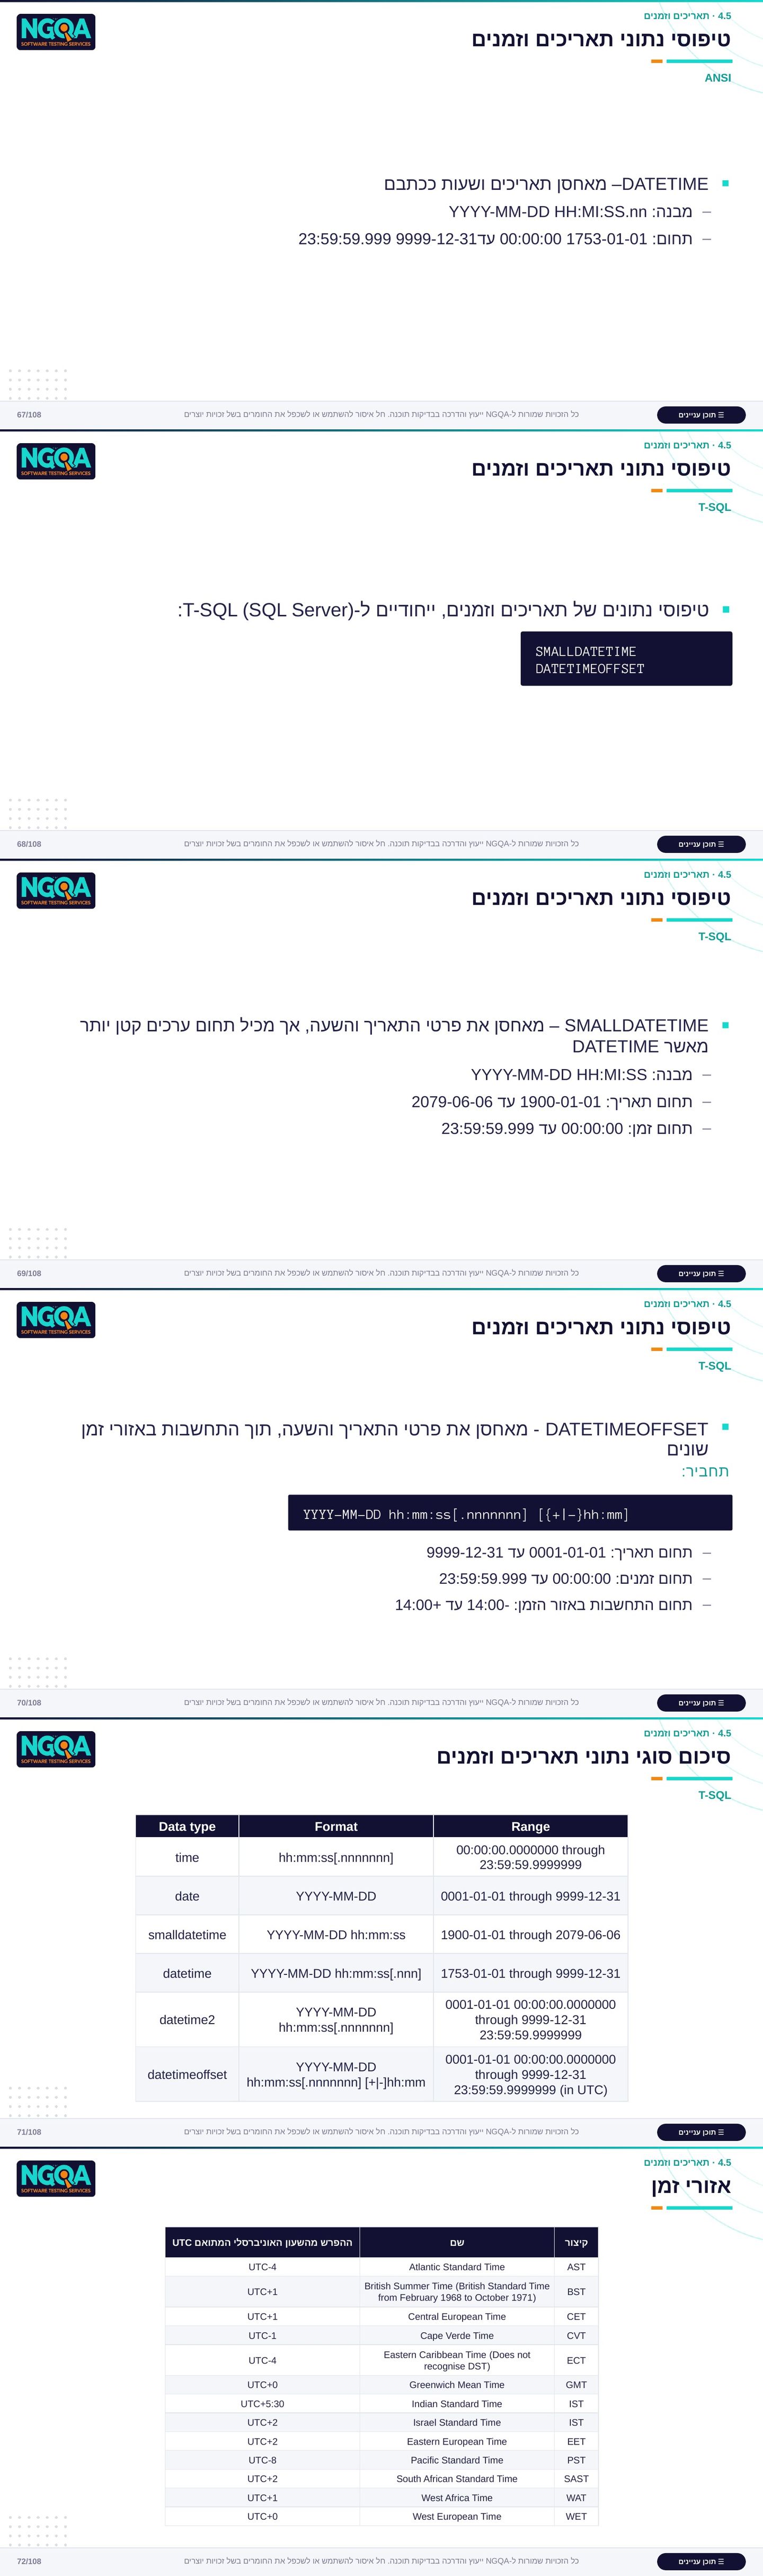 4.5 · תאריכים וזמנים
NGQA
SOFTWARE TESTING SERVICES
טיפוסי נתוני תאריכים וזמנים
ANSI
DATETIME– מאחסן תאריכים ושעות ככתבם
– מבנה: YYYY-MM-DD HH:MI:SS.nn
– תחום: 1753-01-01 00:00:00 עד9999-12-31 23:59:59.999
☰ תוכן עניינים
כל הזכויות שמורות ל-NGQA ייעוץ והדרכה בבדיקות תוכנה. חל איסור להשתמש או לשכפל את החומרים בשל זכויות יוצרים
67/108
4.5 · תאריכים וזמנים
NGQA
SOFTWARE TESTING SERVICES
טיפוסי נתוני תאריכים וזמנים
T-SQL
טיפוסי נתונים של תאריכים וזמנים, ייחודיים ל-T-SQL (SQL Server):
SMALLDATETIME
DATETIMEOFFSET
☰ תוכן עניינים
כל הזכויות שמורות ל-NGQA ייעוץ והדרכה בבדיקות תוכנה. חל איסור להשתמש או לשכפל את החומרים בשל זכויות יוצרים
68/108
4.5 · תאריכים וזמנים
NGQA
SOFTWARE TESTING SERVICES
טיפוסי נתוני תאריכים וזמנים
T-SQL
SMALLDATETIME – מאחסן את פרטי התאריך והשעה, אך מכיל תחום ערכים קטן יותר
מאשר DATETIME
– מבנה: YYYY-MM-DD HH:MI:SS
– תחום תאריך: 1900-01-01 עד 2079-06-06
– תחום זמן: 00:00:00 עד 23:59:59.999
☰ תוכן עניינים
כל הזכויות שמורות ל-NGQA ייעוץ והדרכה בבדיקות תוכנה. חל איסור להשתמש או לשכפל את החומרים בשל זכויות יוצרים
69/108
4.5 · תאריכים וזמנים
NGQA
SOFTWARE TESTING SERVICES
טיפוסי נתוני תאריכים וזמנים
T-SQL
DATETIMEOFFSET - מאחסן את פרטי התאריך והשעה, תוך התחשבות באזורי זמן
שונים
תחביר:
YYYY-MM-DD hh:mm:ss[.nnnnnnn] [{+|-}hh:mm]
– תחום תאריך: 0001-01-01 עד 9999-12-31
– תחום זמנים: 00:00:00 עד 23:59:59.999
– תחום התחשבות באזור הזמן: -14:00 עד +14:00
☰ תוכן עניינים
כל הזכויות שמורות ל-NGQA ייעוץ והדרכה בבדיקות תוכנה. חל איסור להשתמש או לשכפל את החומרים בשל זכויות יוצרים
70/108
4.5 · תאריכים וזמנים
NGQA
SOFTWARE TESTING SERVICES
סיכום סוגי נתוני תאריכים וזמנים
T-SQL
Data type Format Range
time hh:mm:ss[.nnnnnnn] 00:00:00.0000000 through
23:59:59.9999999
date YYYY-MM-DD 0001-01-01 through 9999-12-31
smalldatetime YYYY-MM-DD hh:mm:ss 1900-01-01 through 2079-06-06
datetime YYYY-MM-DD hh:mm:ss[.nnn] 1753-01-01 through 9999-12-31
datetime2 YYYY-MM-DD
hh:mm:ss[.nnnnnnn] 0001-01-01 00:00:00.0000000
through 9999-12-31
23:59:59.9999999
datetimeoffset YYYY-MM-DD
hh:mm:ss[.nnnnnnn] [+|-]hh:mm 0001-01-01 00:00:00.0000000
through 9999-12-31
23:59:59.9999999 (in UTC)
☰ תוכן עניינים
כל הזכויות שמורות ל-NGQA ייעוץ והדרכה בבדיקות תוכנה. חל איסור להשתמש או לשכפל את החומרים בשל זכויות יוצרים
71/108
4.5 · תאריכים וזמנים
NGQA
SOFTWARE TESTING SERVICES
אזורי זמן
קיצור שם ההפרש מהשעון האוניברסלי המתואם UTC
AST Atlantic Standard Time UTC-4
BST British Summer Time (British Standard Time
from February 1968 to October 1971) UTC+1
CET Central European Time UTC+1
CVT Cape Verde Time UTC-1
ECT Eastern Caribbean Time (Does not
recognise DST) UTC-4
GMT Greenwich Mean Time UTC+0
IST Indian Standard Time UTC+5:30
IST Israel Standard Time UTC+2
EET Eastern European Time UTC+2
PST Pacific Standard Time UTC-8
SAST South African Standard Time UTC+2
WAT West Africa Time UTC+1
WET West European Time UTC+0
☰ תוכן עניינים
כל הזכויות שמורות ל-NGQA ייעוץ והדרכה בבדיקות תוכנה. חל איסור להשתמש או לשכפל את החומרים בשל זכויות יוצרים
72/108